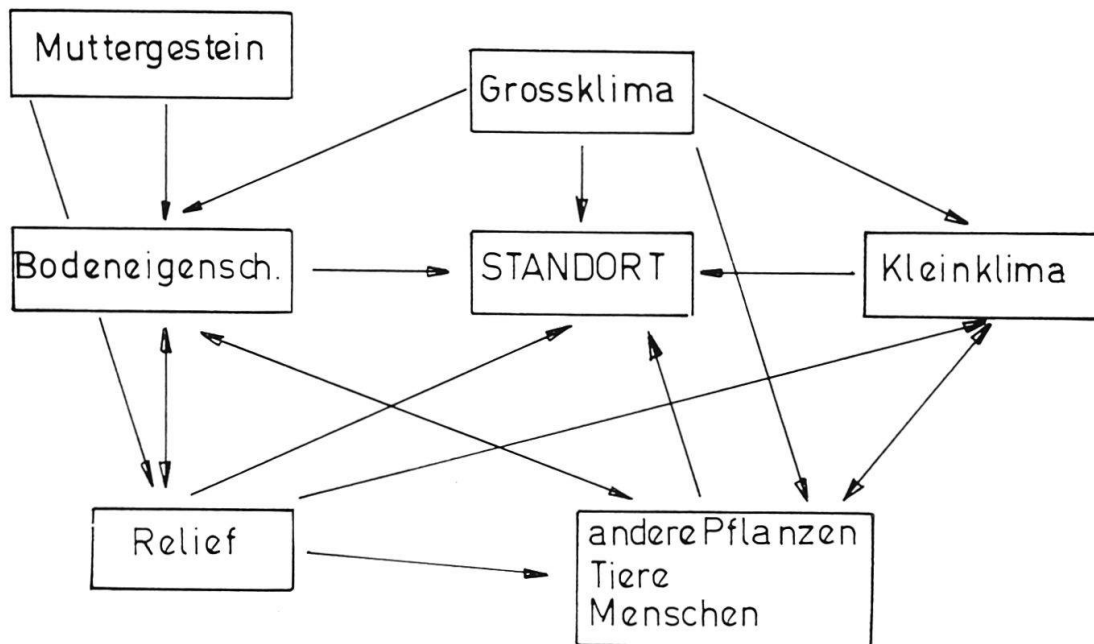 Muttergestein
Grossklima
Bodeneigensch.
STANDORT
Kleinklima
Relief
andere Pflanzen
Tiere
Menschen